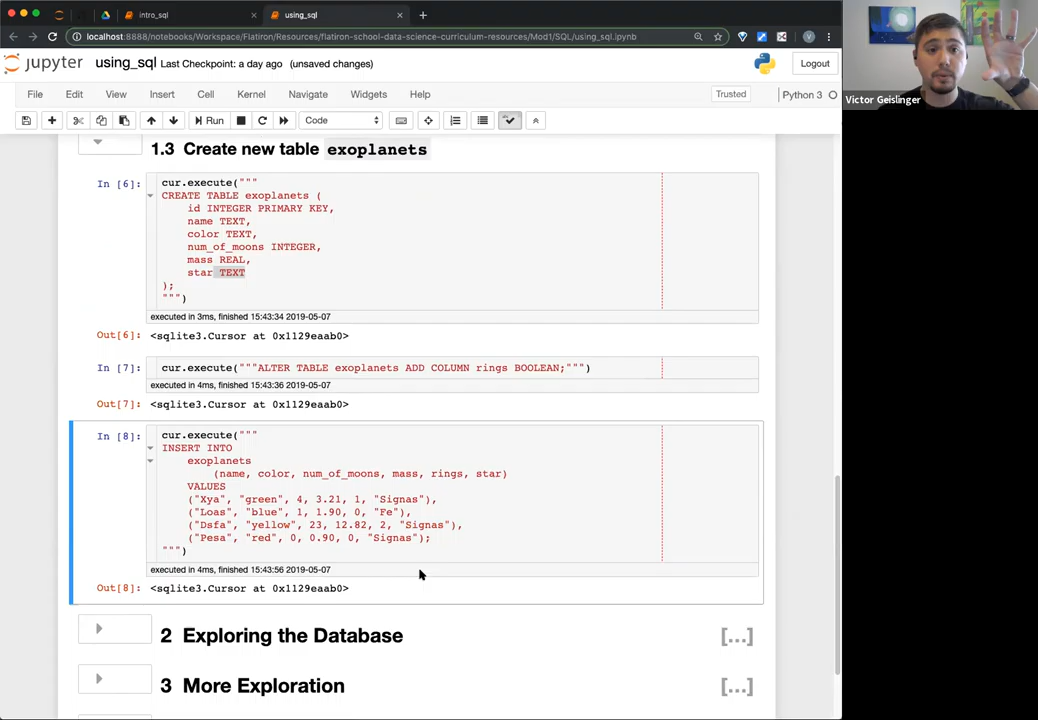 intro_sql
using_sql
localhost:8888/notebooks/Workspace/Flatiron/Resources/flatiron-school-data-science-curriculum-resources/Mod1/SQL/using_sql.ipynb
jupyter using_sql Last Checkpoint: a day ago (unsaved changes)
Logout
File Edit View Insert Cell Kernel Navigate Widgets Help
Trusted Python 3
Run Code
Victor Geislinger
1.3 Create new table exoplanets
In [6]: cur.execute("""
CREATE TABLE exoplanets (
id INTEGER PRIMARY KEY,
name TEXT,
color TEXT,
num_of_moons INTEGER,
mass REAL,
star TEXT
);
""")
executed in 3ms, finished 15:43:34 2019-05-07
Out[6]: <sqlite3.Cursor at 0x1129eaab0>
In [7]: cur.execute("""ALTER TABLE exoplanets ADD COLUMN rings BOOLEAN;""")
executed in 4ms, finished 15:43:36 2019-05-07
Out[7]: <sqlite3.Cursor at 0x1129eaab0>
In [8]: cur.execute("""
INSERT INTO
exoplanets
(name, color, num_of_moons, mass, rings, star)
VALUES
("Xya", "green", 4, 3.21, 1, "Signas"),
("Loas", "blue", 1, 1.90, 0, "Fe"),
("Dsfa", "yellow", 23, 12.82, 2, "Signas"),
("Pesa", "red", 0, 0.90, 0, "Signas");
""")
executed in 4ms, finished 15:43:56 2019-05-07
Out[8]: <sqlite3.Cursor at 0x1129eaab0>
2 Exploring the Database [...]
3 More Exploration [...]